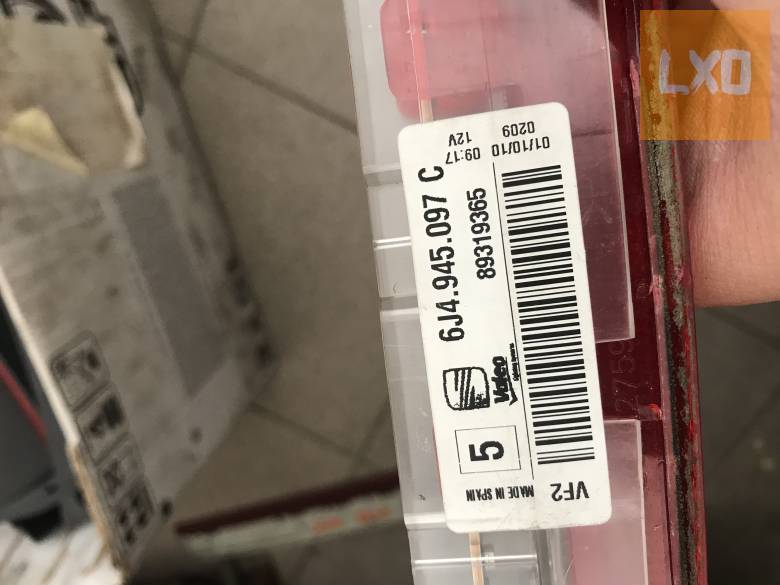 LXO
6J4.945.097 C
89319365
Valeo
5
MADE IN SPAIN
VF2
01/10/10 09:17
0209 12V